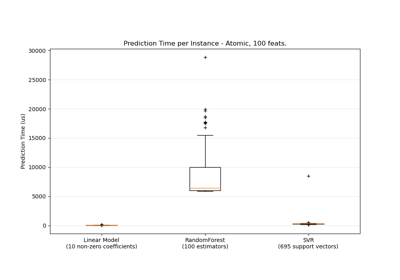 Prediction Time per Instance - Atomic, 100 feats.
30000
25000
20000
15000
10000
5000
0
Prediction Time (us)
Linear Model
(10 non-zero coefficients)
RandomForest
(100 estimators)
SVR
(695 support vectors)